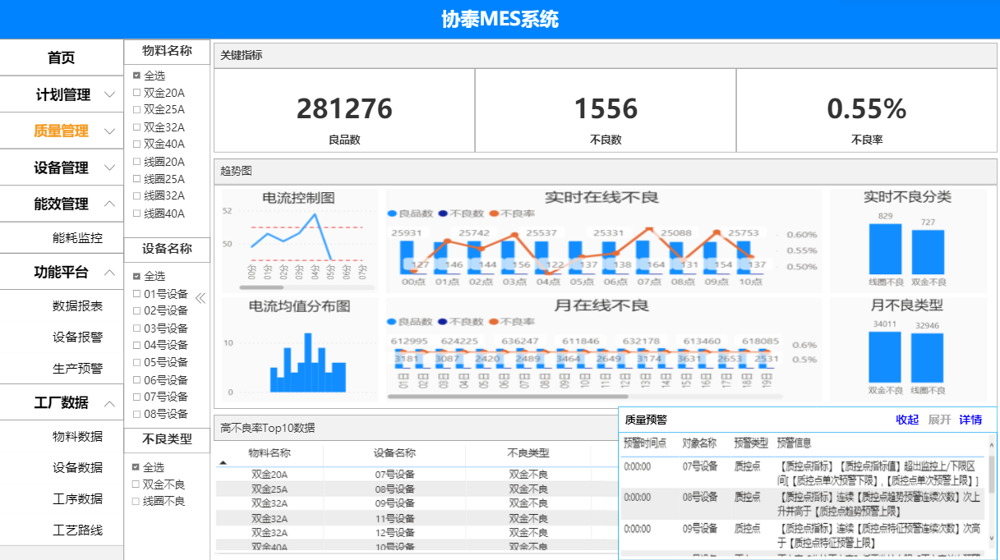 协泰MES系统
首页
计划管理
质量管理
设备管理
能效管理
能耗监控
功能平台
数据报表
设备报警
生产预警
工厂数据
物料数据
设备数据
工序数据
工艺路线
物料名称
全选
双金20A
双金25A
双金32A
双金40A
线圈20A
线圈25A
线圈32A
线圈40A
设备名称
全选
01号设备
02号设备
03号设备
04号设备
05号设备
06号设备
07号设备
08号设备
不良类型
全选
双金不良
线圈不良
关键指标
281276
良品数
1556
不良数
0.55%
不良率
趋势图
电流控制图
52
50
00分 01分 02分 03分 04分 05分 06分 07分
实时在线不良
良品数 不良数 不良率
25931 25742 25537 25331 25088 25753
127 146 144 156 122 137 138 164 131 154 137
0.60%
0.55%
0.50%
00点 01点 02点 03点 04点 05点 06点 07点 08点 09点 10点
实时不良分类
829
727
线圈不良 双金不良
电流均值分布图
10
0
月在线不良
良品数 不良数 不良率
612995 624225 636247 611846 632178 613460 618085
3181 3087 2420 2489 3464 2649 3174 3631 2653 2531
0.6%
0.5%
01日 02日 03日 04日 05日 06日 07日 08日 09日 10日 11日 12日 13日 14日 15日 16日 17日 18日 19日
月不良类型
34011
32946
双金不良 线圈不良
高不良率Top10数据
物料名称 设备名称 不良类型
双金20A 07号设备 双金不良
双金25A 08号设备 双金不良
双金32A 09号设备 双金不良
双金32A 11号设备 双金不良
双金32A 12号设备 双金不良
双金40A 10号设备 双金不良
质量预警
收起 展开 详情
预警时间点 对象名称 预警类型 预警信息
0:00:00 07号设备 质控点 【质控点指标】【质控点指标值】超出监控上/下限区
间[【质控点单次预警下限】,【质控点单次预警上限】]
0:00:00 08号设备 质控点 【质控点指标】连续【质控点趋势预警连续次数】次上
升并高于【质控点趋势预警上限】
0:00:00 09号设备 质控点 【质控点指标】连续【质控点特征预警连续次数】次高
于【质控点特征预警上限】